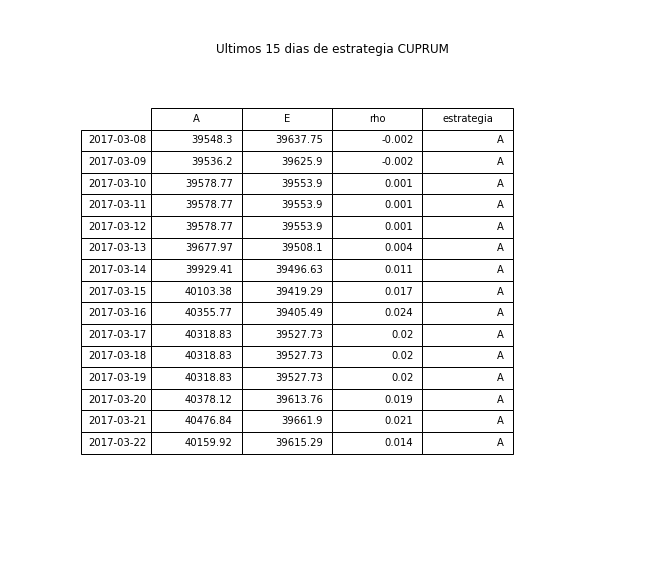 Ultimos 15 dias de estrategia CUPRUM
A E rho estrategia
2017-03-08 39548.3 39637.75 -0.002 A
2017-03-09 39536.2 39625.9 -0.002 A
2017-03-10 39578.77 39553.9 0.001 A
2017-03-11 39578.77 39553.9 0.001 A
2017-03-12 39578.77 39553.9 0.001 A
2017-03-13 39677.97 39508.1 0.004 A
2017-03-14 39929.41 39496.63 0.011 A
2017-03-15 40103.38 39419.29 0.017 A
2017-03-16 40355.77 39405.49 0.024 A
2017-03-17 40318.83 39527.73 0.02 A
2017-03-18 40318.83 39527.73 0.02 A
2017-03-19 40318.83 39527.73 0.02 A
2017-03-20 40378.12 39613.76 0.019 A
2017-03-21 40476.84 39661.9 0.021 A
2017-03-22 40159.92 39615.29 0.014 A